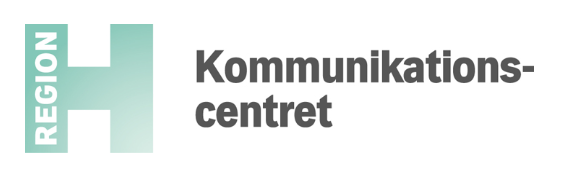 REGION H
Kommunikations-
centret